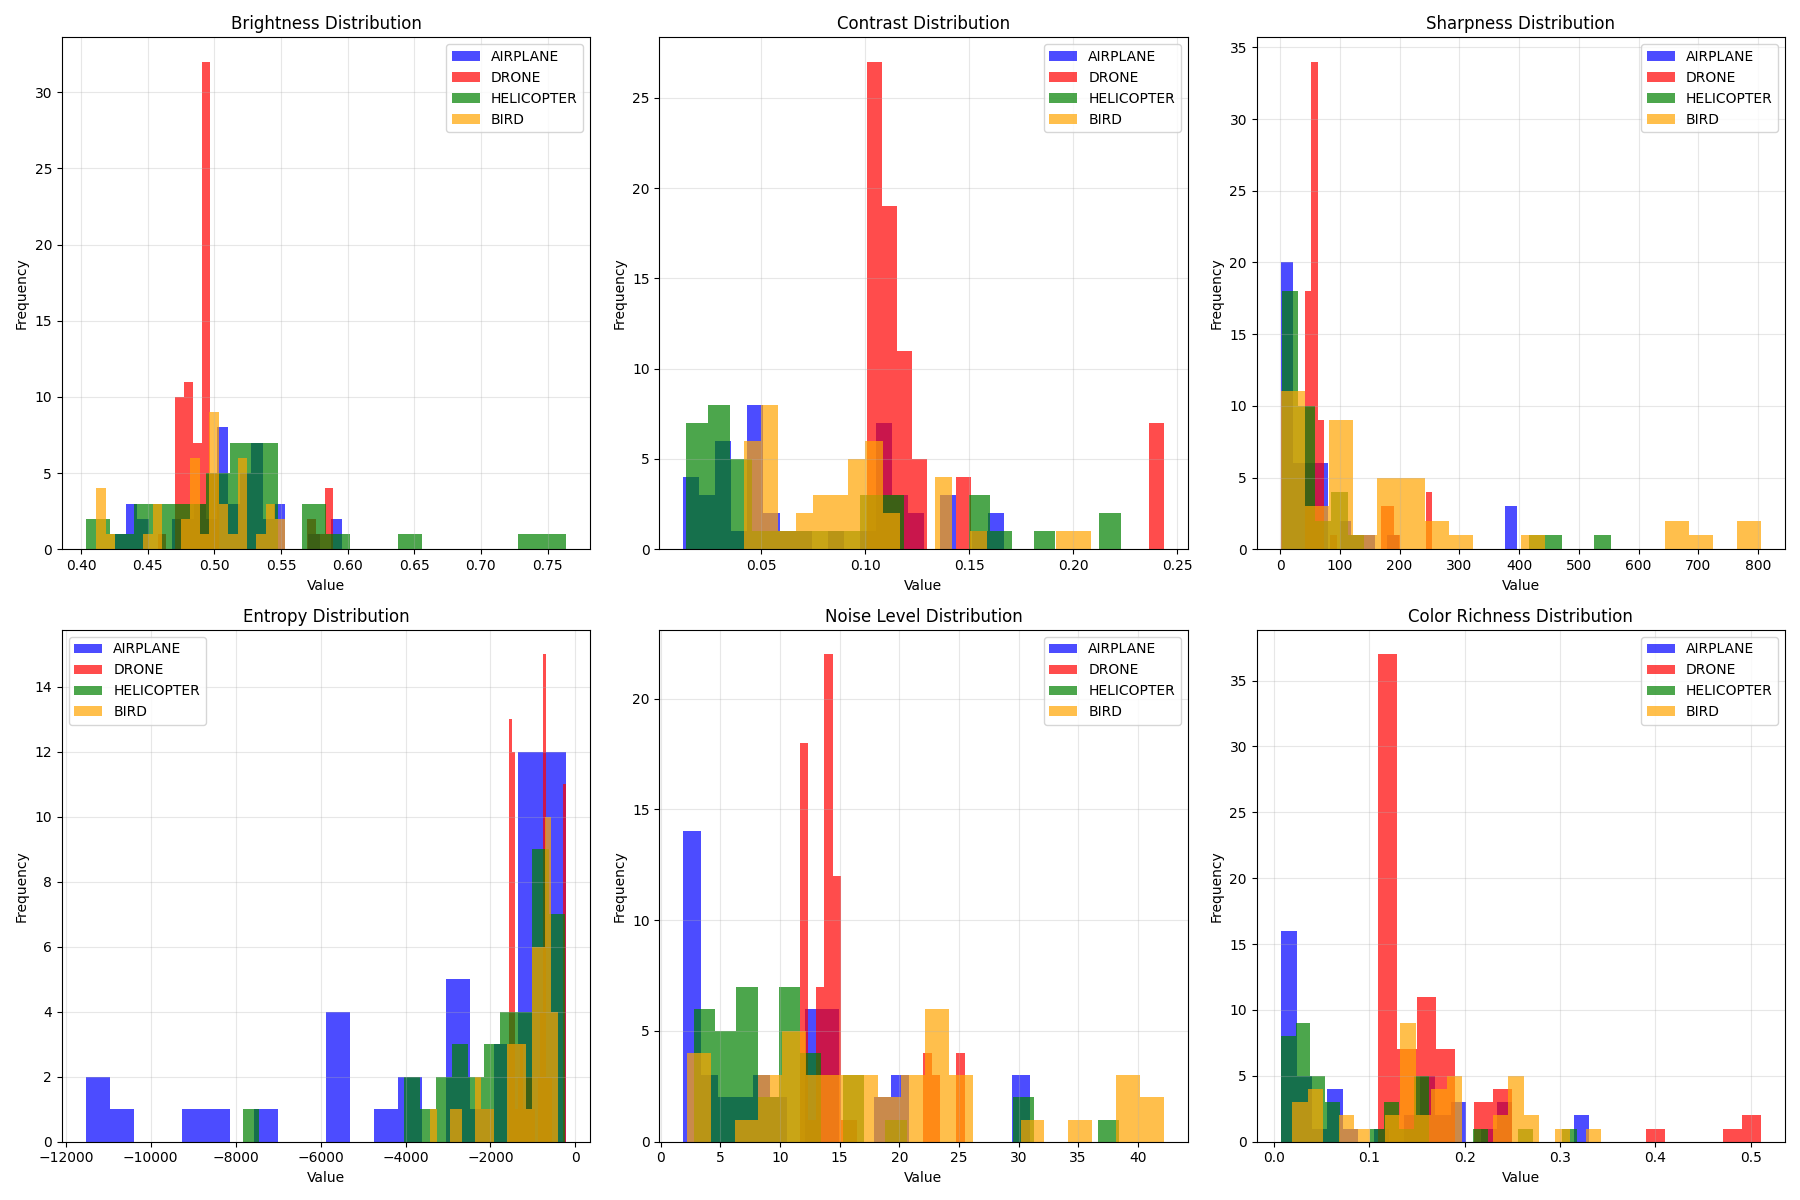 Brightness Distribution
Frequency
30
25
20
15
10
5
0
0.40 0.45 0.50 0.55 0.60 0.65 0.70 0.75
Value
AIRPLANE
DRONE
HELICOPTER
BIRD
Contrast Distribution
Frequency
25
20
15
10
5
0
0.05 0.10 0.15 0.20 0.25
Value
AIRPLANE
DRONE
HELICOPTER
BIRD
Sharpness Distribution
Frequency
35
30
25
20
15
10
5
0
0 100 200 300 400 500 600 700 800
Value
AIRPLANE
DRONE
HELICOPTER
BIRD
Entropy Distribution
Frequency
14
12
10
8
6
4
2
0
−12000 −10000 −8000 −6000 −4000 −2000 0
Value
AIRPLANE
DRONE
HELICOPTER
BIRD
Noise Level Distribution
Frequency
20
15
10
5
0
0 5 10 15 20 25 30 35 40
Value
AIRPLANE
DRONE
HELICOPTER
BIRD
Color Richness Distribution
Frequency
35
30
25
20
15
10
5
0
0.0 0.1 0.2 0.3 0.4 0.5
Value
AIRPLANE
DRONE
HELICOPTER
BIRD